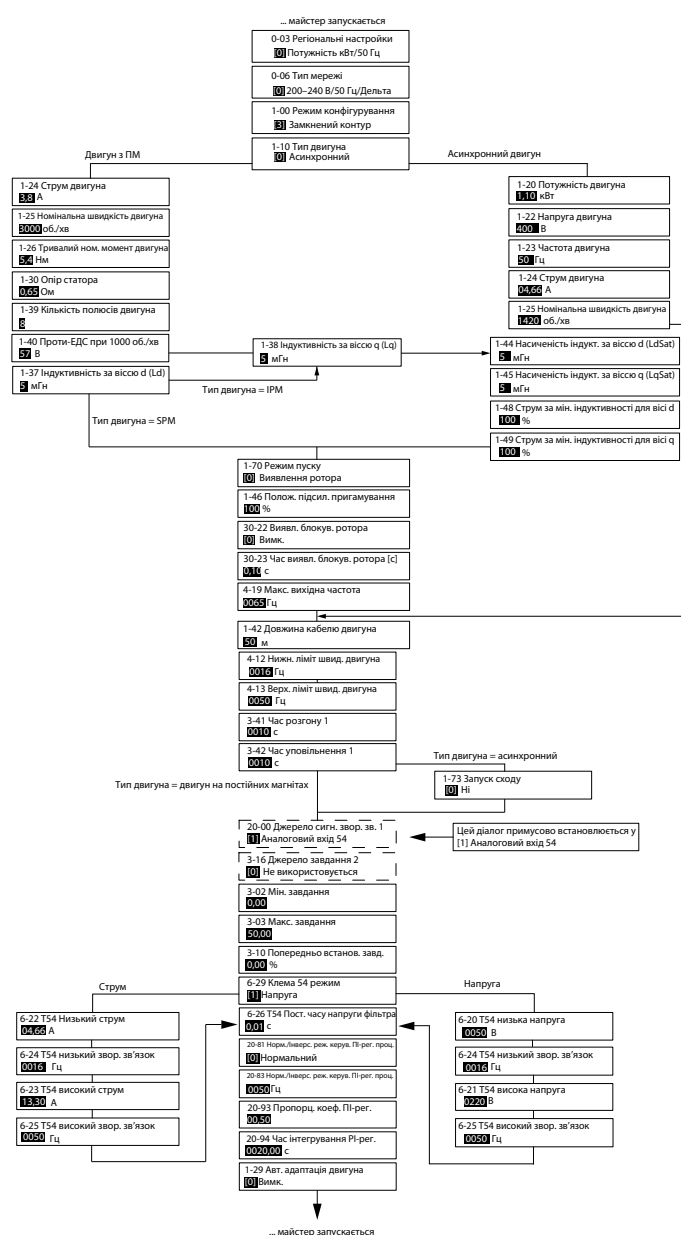 ... майстер запускається
0-03 Регіональні настройки
[0] Потужність кВт/50 Гц
0-06 Тип мережі
[0] 200–240 В/50 Гц/Дельта
1-00 Режим конфігурування
[3] Замкнений контур
1-10 Тип двигуна
[0] Асинхронний
Двигун з ПМ
Асинхронний двигун
1-24 Струм двигуна
3,8 А
1-25 Номінальна швидкість двигуна
3000 об./хв
1-26 Тривалий ном. момент двигуна
5,4 Нм
1-30 Опір статора
0,65 Ом
1-39 Кількість полюсів двигуна
8
1-40 Проти-ЕДС при 1000 об./хв
57 В
1-37 Індуктивність за віссю d (Ld)
5 мГн
1-20 Потужність двигуна
1,10 кВт
1-22 Напруга двигуна
400 В
1-23 Частота двигуна
50 Гц
1-24 Струм двигуна
04,66 А
1-25 Номінальна швидкість двигуна
1420 об./хв
1-38 Індуктивність за віссю q (Lq)
5 мГн
Тип двигуна = IPM
Тип двигуна = SPM
1-44 Насиченість індукт. за віссю d (LdSat)
5 мГн
1-45 Насиченість індукт. за віссю q (LqSat)
5 мГн
1-48 Струм за мін. індуктивності для вісі d
100 %
1-49 Струм за мін. індуктивності для вісі q
100 %
1-70 Режим пуску
[0] Виявлення ротора
1-46 Полож. підсил. пригамування
100 %
30-22 Виявл. блокув. ротора
[0] Вимк.
30-23 Час виявл. блокув. ротора [с]
0,10 с
4-19 Макс. вихідна частота
0065 Гц
1-42 Довжина кабелю двигуна
50 м
4-12 Нижн. ліміт швид. двигуна
0016 Гц
4-13 Верх. ліміт швид. двигуна
0050 Гц
3-41 Час розгону 1
0010 с
3-42 Час уповільнення 1
0010 с
Тип двигуна = асинхронний
1-73 Запуск сходу
[0] Ні
Тип двигуна = двигун на постійних магнітах
20-00 Джерело сигн. звор. зв. 1
[1] Аналоговий вхід 54
Цей діалог примусово встановлюється у
[1] Аналоговий вхід 54
3-16 Джерело завдання 2
[0] Не використовується
3-02 Мін. завдання
0,00
3-03 Макс. завдання
50,00
3-10 Попередньо встанов. завд.
0,00 %
6-29 Клема 54 режим
[1] Напруга
Струм
Напруга
6-22 Т54 Низький струм
04,66 А
6-24 Т54 низький звор. зв'язок
0016 Гц
6-23 Т54 високий струм
13,30 А
6-25 Т54 високий звор. зв'язок
0050 Гц
6-26 Т54 Пост. часу напруги фільтра
0,01 с
20-81 Норм./інверс. реж. керув. ПІ-рег. проц.
[0] Нормальний
20-83 Норм./інверс. реж. керув. ПІ-рег. проц.
0050 Гц
20-93 Пропорц. коеф. ПІ-рег.
00,50
20-94 Час інтегрування PI-рег.
0020,00 с
1-29 Авт. адаптація двигуна
[0] Вимк.
6-20 Т54 низька напруга
0050 В
6-24 Т54 низький звор. зв'язок
0016 Гц
6-21 Т54 висока напруга
0220 В
6-25 Т54 високий звор. зв'язок
0050 Гц
... майстер запускається